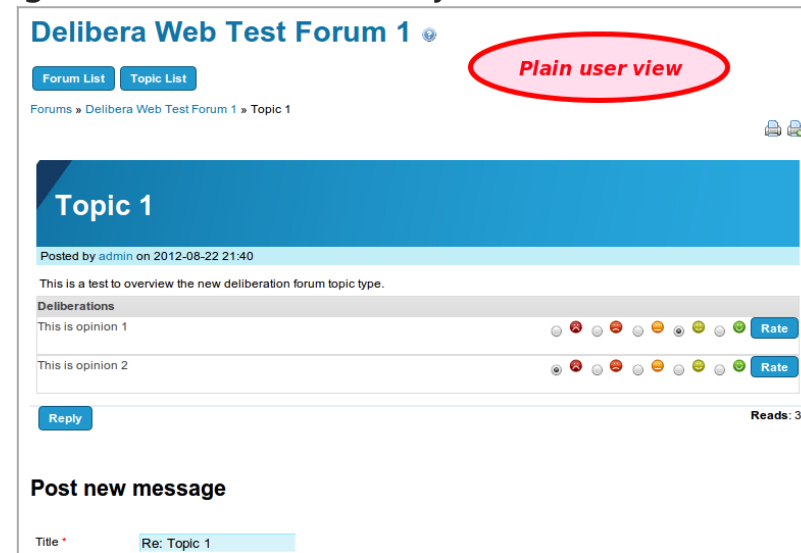 Delibera Web Test Forum 1
Plain user view
Forum List Topic List
Forums » Delibera Web Test Forum 1 » Topic 1
Topic 1
Posted by admin on 2012-08-22 21:40
This is a test to overview the new deliberation forum topic type.
Deliberations
This is opinion 1 Rate
This is opinion 2 Rate
Reply Reads: 3
Post new message
Title * Re: Topic 1